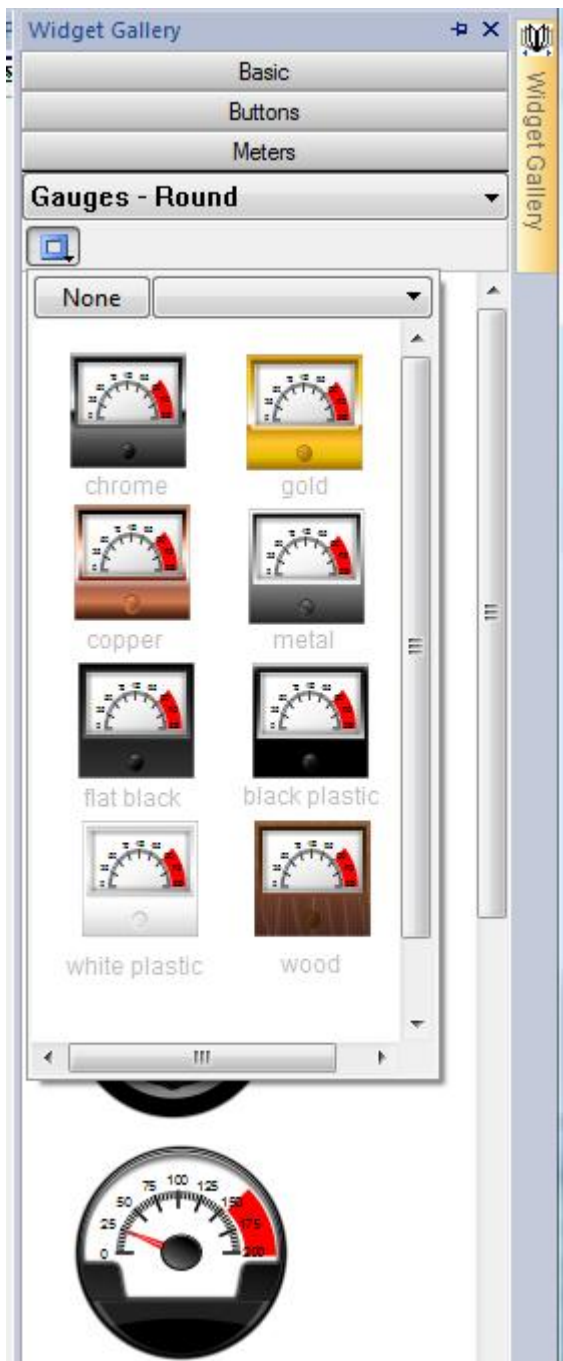 Widget Gallery
Basic
Buttons
Meters
Gauges - Round
None
chrome
gold
copper
metal
flat black
black plastic
white plastic
wood
0
25
50
75
100
125
150
175
200
Widget Gallery